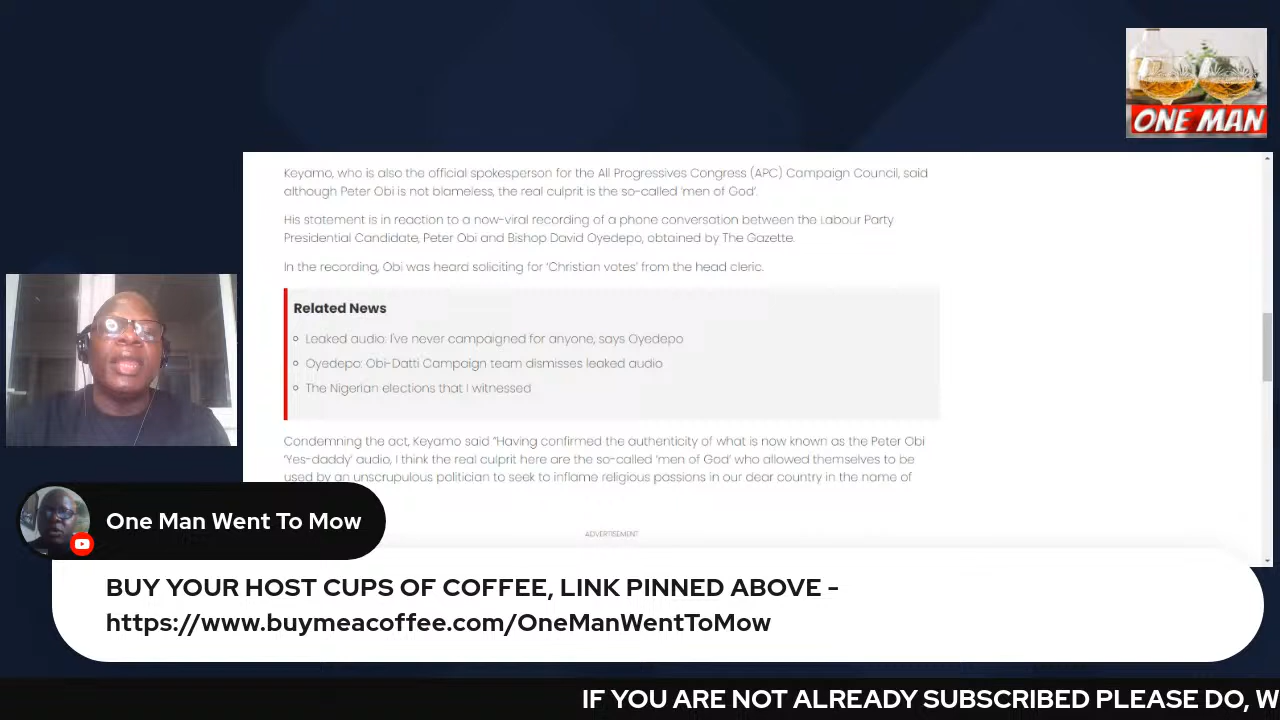 ONE MAN
Keyamo, who is also the official spokesperson for the All Progressives Congress (APC) Campaign Council, said
although Peter Obi is not blameless, the real culprit is the so-called 'men of God'.
His statement is in reaction to a now-viral recording of a phone conversation between the Labour Party
Presidential Candidate, Peter Obi and Bishop David Oyedepo, obtained by The Gazette.
In the recording, Obi was heard soliciting for 'Christian votes' from the head cleric.
Related News
Leaked audio: I've never campaigned for anyone, says Oyedepo
Oyedepo: Obi-Datti Campaign team dismisses leaked audio
The Nigerian elections that I witnessed
Condemning the act, Keyamo said "Having confirmed the authenticity of what is now known as the Peter Obi
'Yes-daddy' audio, I think the real culprit here are the so-called 'men of God' who allowed themselves to be
used by an unscrupulous politician to seek to inflame religious passions in our dear country in the name of
ADVERTISEMENT
One Man Went To Mow
BUY YOUR HOST CUPS OF COFFEE, LINK PINNED ABOVE -
https://www.buymeacoffee.com/OneManWentToMow
IF YOU ARE NOT ALREADY SUBSCRIBED PLEASE DO, W